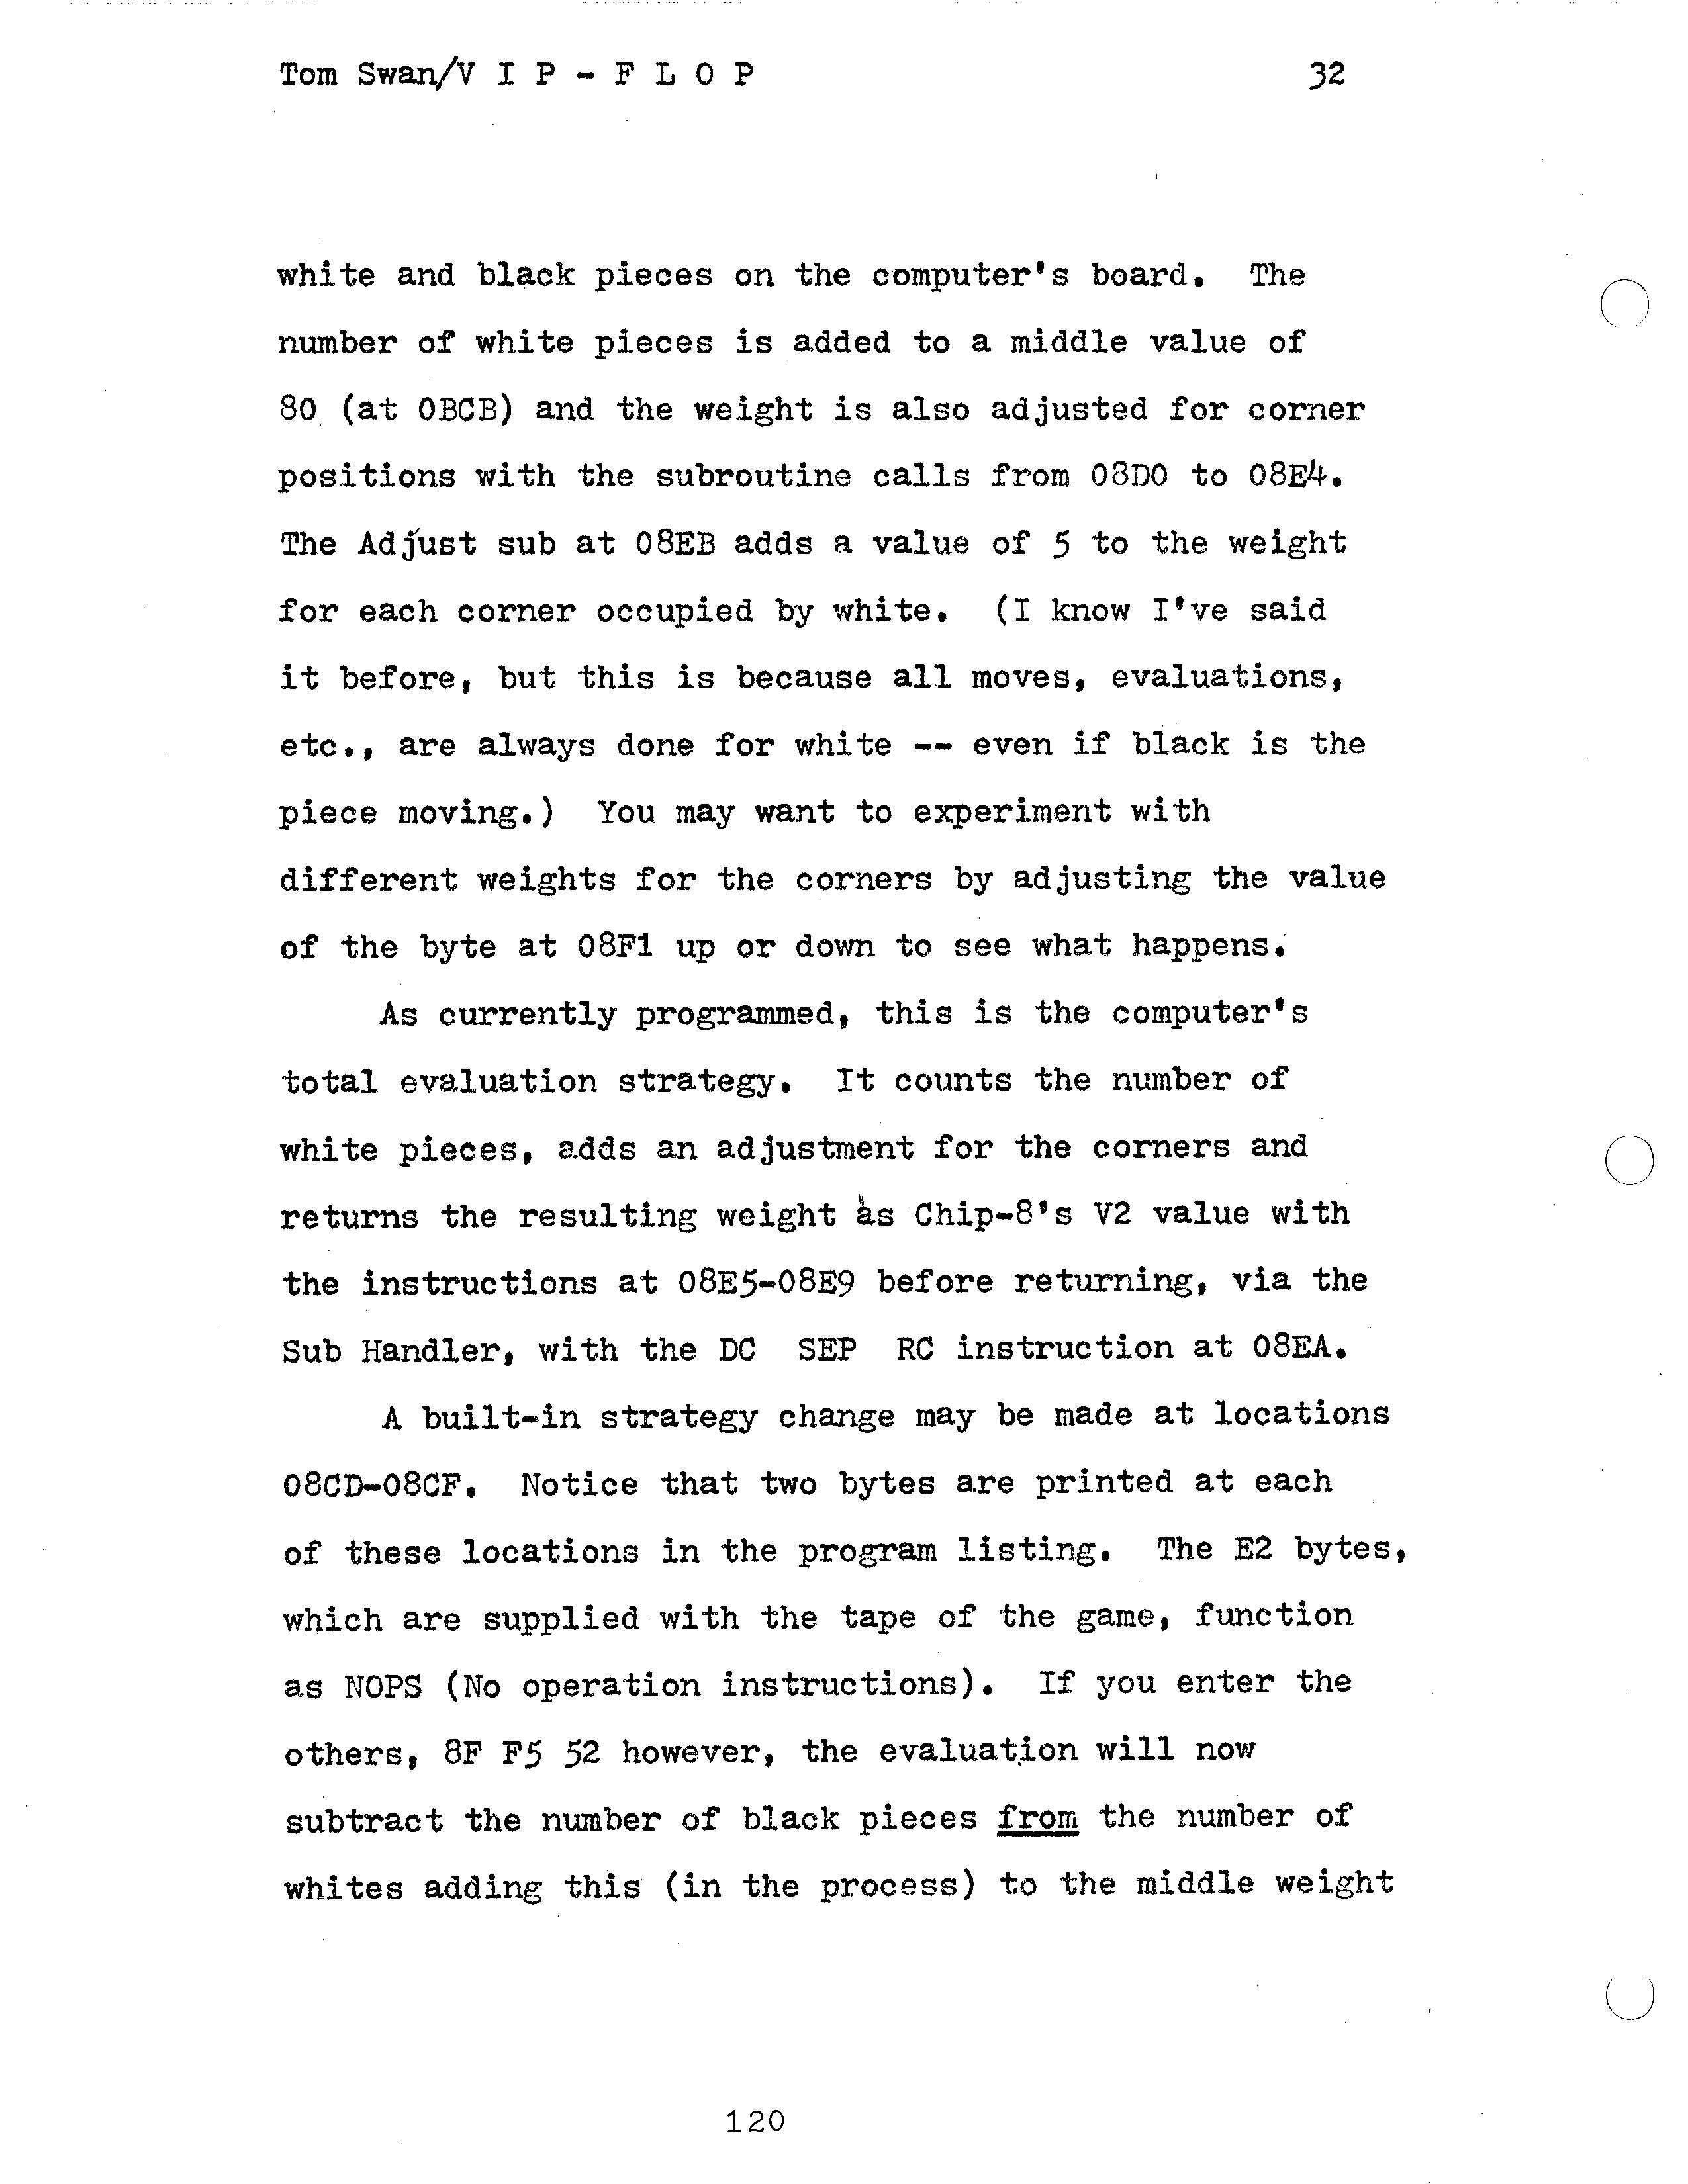 Tom Swan/V I P - F L O P 32
white and black pieces on the computer's board. The
number of white pieces is added to a middle value of
80 (at 0BCB) and the weight is also adjusted for corner
positions with the subroutine calls from 08D0 to 08E4.
The Adjust sub at 08EB adds a value of 5 to the weight
for each corner occupied by white. (I know I've said
it before, but this is because all moves, evaluations,
etc., are always done for white -- even if black is the
piece moving.) You may want to experiment with
different weights for the corners by adjusting the value
of the byte at 08F1 up or down to see what happens.
As currently programmed, this is the computer's
total evaluation strategy. It counts the number of
white pieces, adds an adjustment for the corners and
returns the resulting weight as Chip-8's V2 value with
the instructions at 08E5-08E9 before returning, via the
Sub Handler, with the DC SEP RC instruction at 08EA.
A built-in strategy change may be made at locations
08CD-08CF. Notice that two bytes are printed at each
of these locations in the program listing. The E2 bytes,
which are supplied with the tape of the game, function
as NOPS (No operation instructions). If you enter the
others, 8F F5 52 however, the evaluation will now
subtract the number of black pieces from the number of
whites adding this (in the process) to the middle weight
120